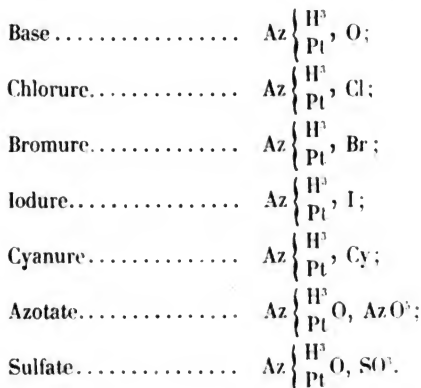 Base .............. Az { H³ Pt , O;
Chlorure.............. Az { H³ Pt , Cl;
Bromure.............. Az { H³ Pt , Br;
Iodure.............. Az { H³ Pt , I;
Cyanure.............. Az { H³ Pt , Cy;
Azotate.............. Az { H³ Pt O, AzO⁵;
Sulfate.............. Az { H³ Pt O, SO³.